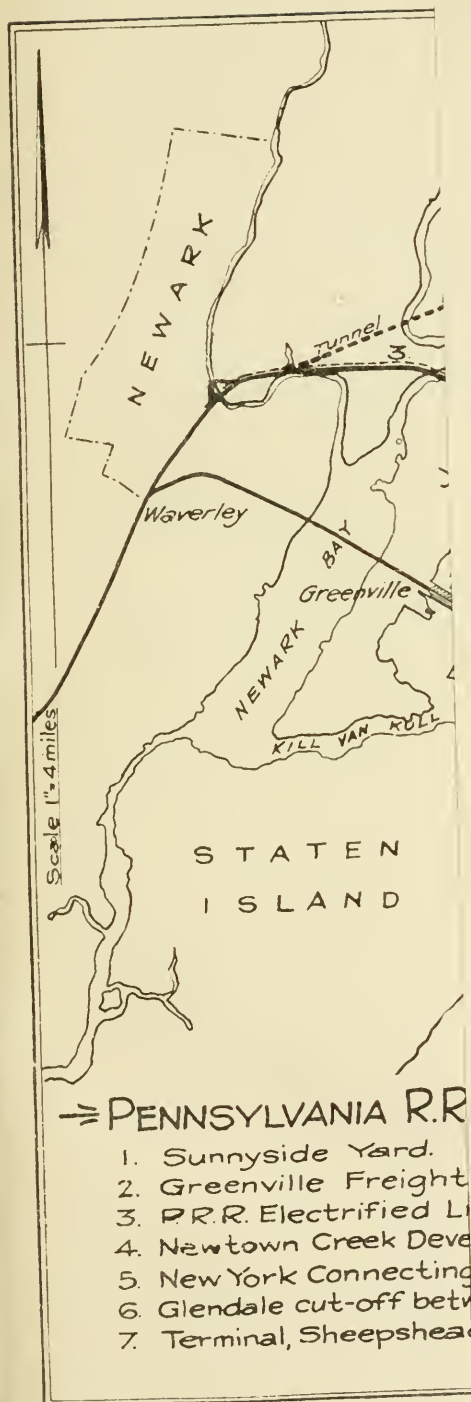 NEWARK
Tunnel
3
Waverley
Greenville
NEWARK BAY
KILL VAN KULL
Scale 1"=4 miles
STATEN
ISLAND
PENNSYLVANIA R.R
1. Sunnyside Yard.
2. Greenville Freight
3. P.R.R. Electrified
4. Newtown Creek Deve
5. New York Connecting
6. Glendale cut-off betw
7. Terminal, Sheepshead